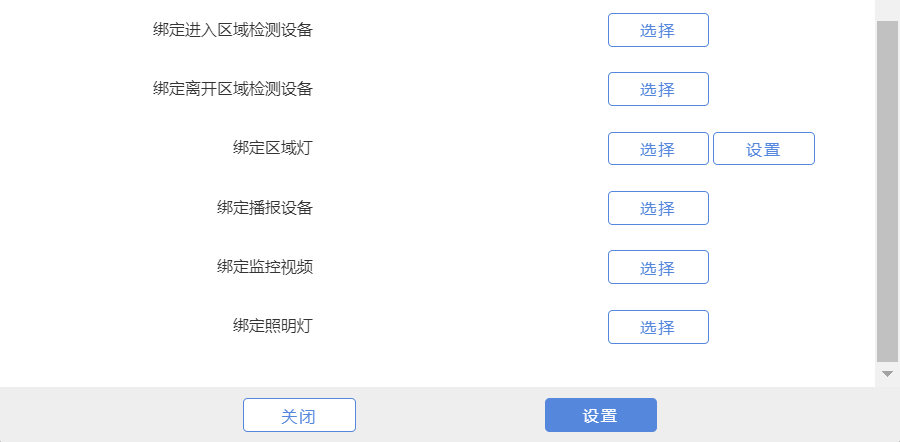 绑定进入区域检测设备 选择
绑定离开区域检测设备 选择
绑定区域灯 选择 设置
绑定播报设备 选择
绑定监控视频 选择
绑定照明灯 选择
关闭 设置